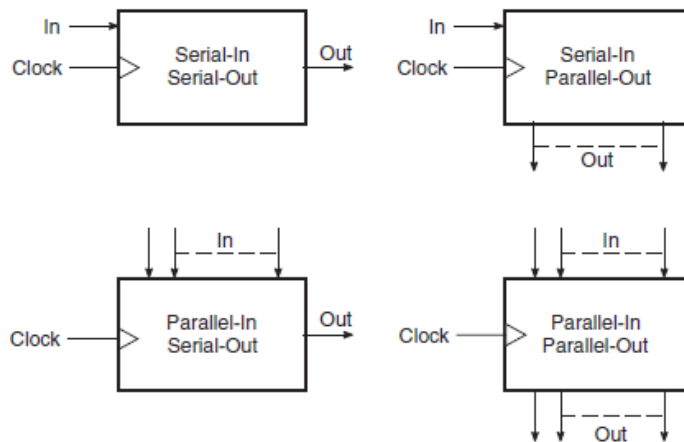 In
Clock
Serial-In
Serial-Out
Out
In
Clock
Serial-In
Parallel-Out
Out
In
Clock
Parallel-In
Serial-Out
Out
In
Clock
Parallel-In
Parallel-Out
Out